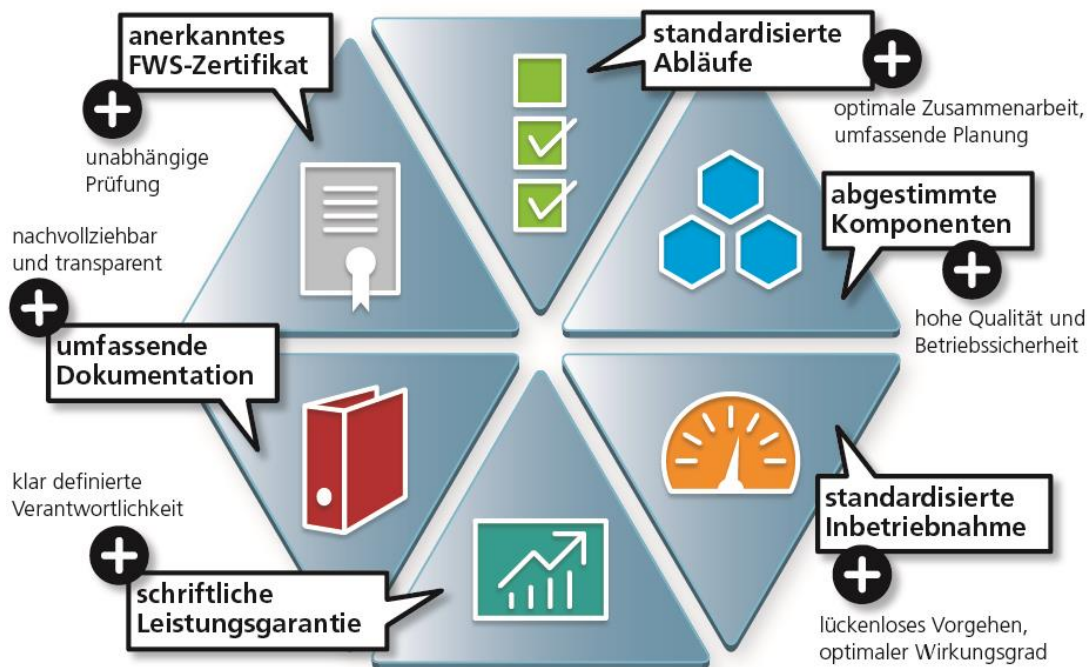 anerkanntes
FWS-Zertifikat
unabhängige
Prüfung
standardisierte
Abläufe
optimale Zusammenarbeit,
umfassende Planung
abgestimmte
Komponenten
hohe Qualität und
Betriebssicherheit
standardisierte
Inbetriebnahme
lückenloses Vorgehen,
optimaler Wirkungsgrad
klar definierte
Verantwortlichkeit
schriftliche
Leistungsgarantie
nachvollziehbar
und transparent
umfassende
Dokumentation